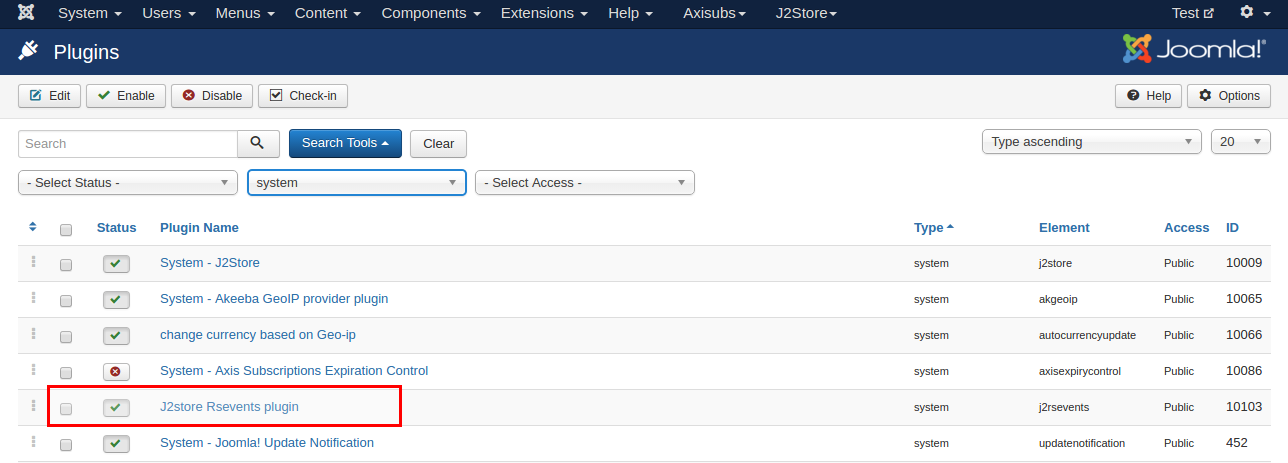 System Users Menus Content Components Extensions Help Axisubs J2Store Test
Plugins Joomla!®
Edit Enable Disable Check-in Help Options
Search Search Tools Clear Type ascending 20
- Select Status - system - Select Access -
Status Plugin Name Type Element Access ID
System - J2Store system j2store Public 10009
System - Akeeba GeoIP provider plugin system akgeoip Public 10065
change currency based on Geo-ip system autocurrencyupdate Public 10066
System - Axis Subscriptions Expiration Control system axisexpirycontrol Public 10086
J2store Rsevents plugin system j2rsevents Public 10103
System - Joomla! Update Notification system updatenotification Public 452